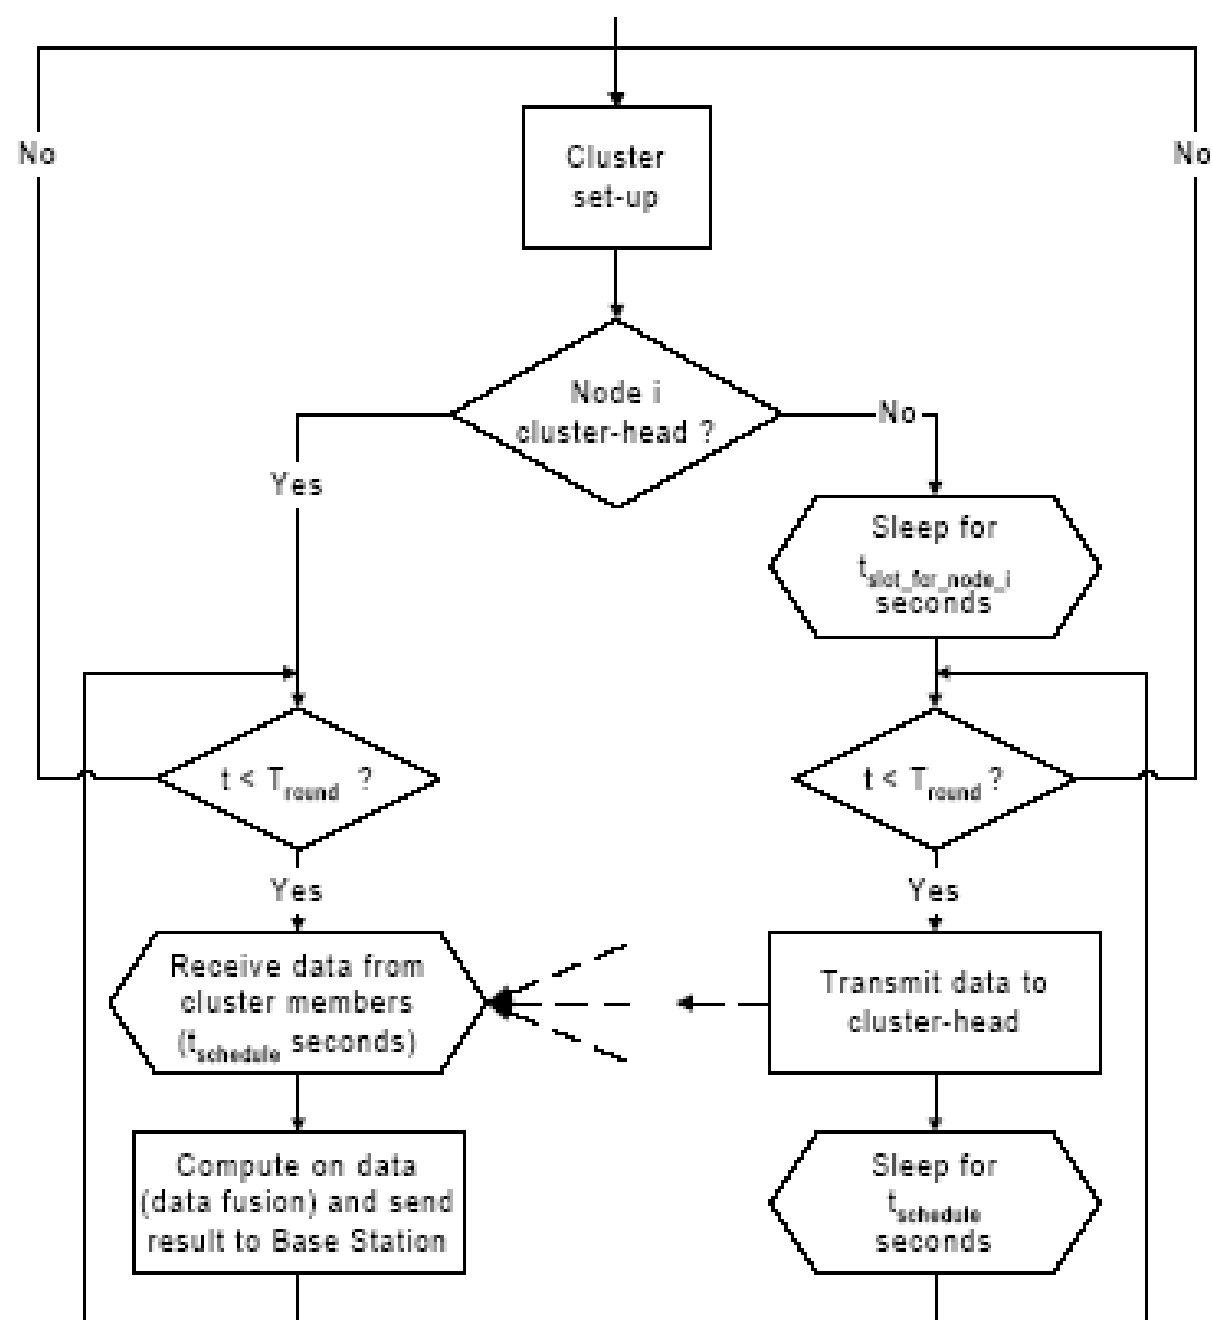 No
No
Cluster
set-up
Node i
cluster-head ?
No
Yes
Sleep for
t_slot_for_node_i
seconds
t < T_round ?
t < T_round ?
Yes
Yes
Receive data from
cluster members
(t_schedule seconds)
Transmit data to
cluster-head
Compute on data
(data fusion) and send
result to Base Station
Sleep for
t_schedule
seconds